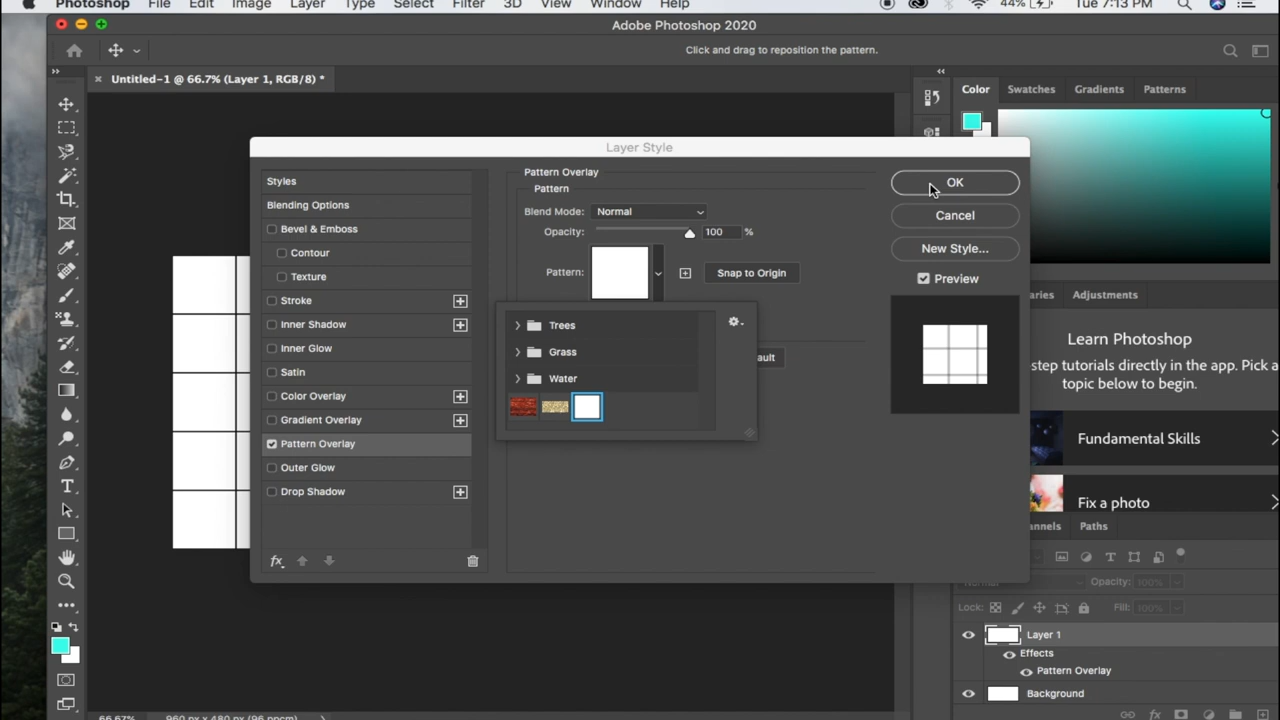 Photoshop File Edit Image Layer Type Select Filter 3D View Window Help 44% Tue 7:13 PM
Adobe Photoshop 2020
Click and drag to reposition the pattern.
Untitled-1 @ 66.7% (Layer 1, RGB/8) *
Color Swatches Gradients Patterns
Layer Style
Styles
Blending Options
Bevel & Emboss
Contour
Texture
Stroke
Inner Shadow
Inner Glow
Satin
Color Overlay
Gradient Overlay
Pattern Overlay
Outer Glow
Drop Shadow
fx
Pattern Overlay
Pattern
Blend Mode: Normal
Opacity: 100 %
Pattern: Snap to Origin
Trees
Grass
Water
ault
OK
Cancel
New Style...
Preview
aries Adjustments
Learn Photoshop
step tutorials directly in the app. Pick a
topic below to begin.
Fundamental Skills
Fix a photo
annels Paths
Normal Opacity: 100%
Lock: Fill: 100%
Layer 1
Effects
Pattern Overlay
Background
fx
66.67% 960 px x 480 px (96 ppcm)